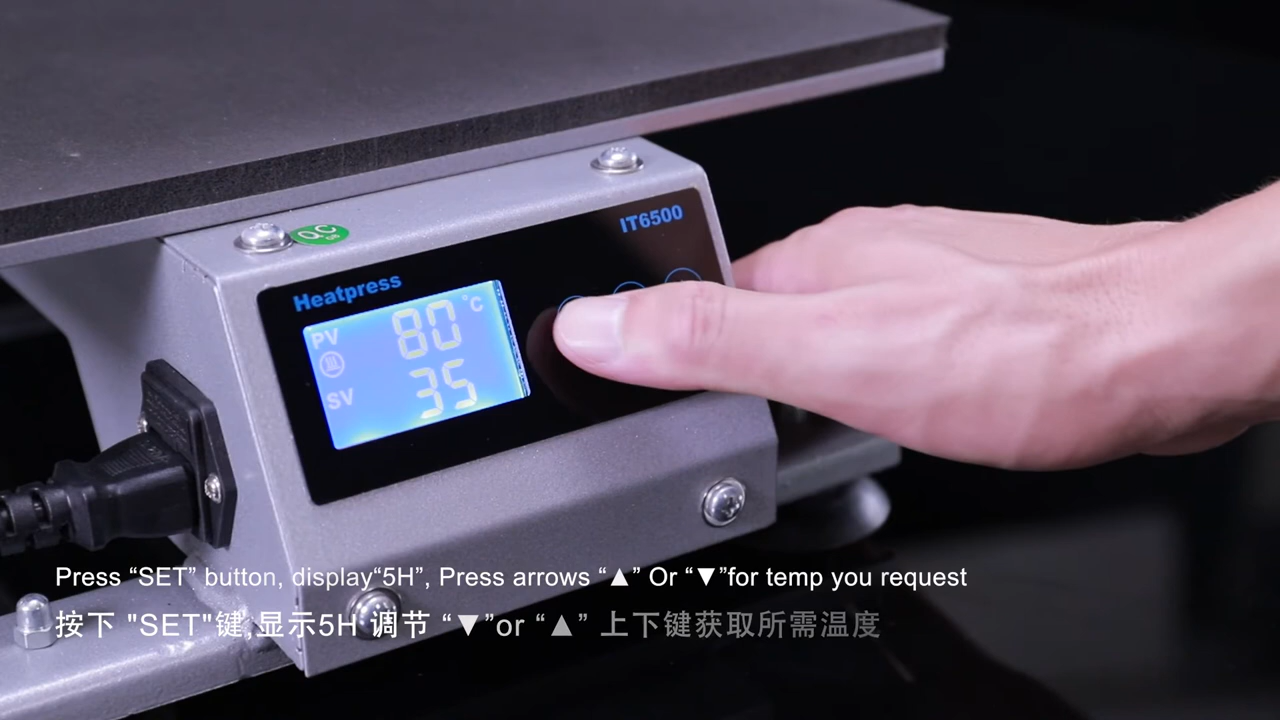 IT6500
QC
Heatpress
PV 80 °C
SV 35
Press “SET” button, display“5H”, Press arrows “▲” Or “▼”for temp you request
按下 "SET"键,显示5H 调节 “▼”or “▲” 上下键获取所需温度